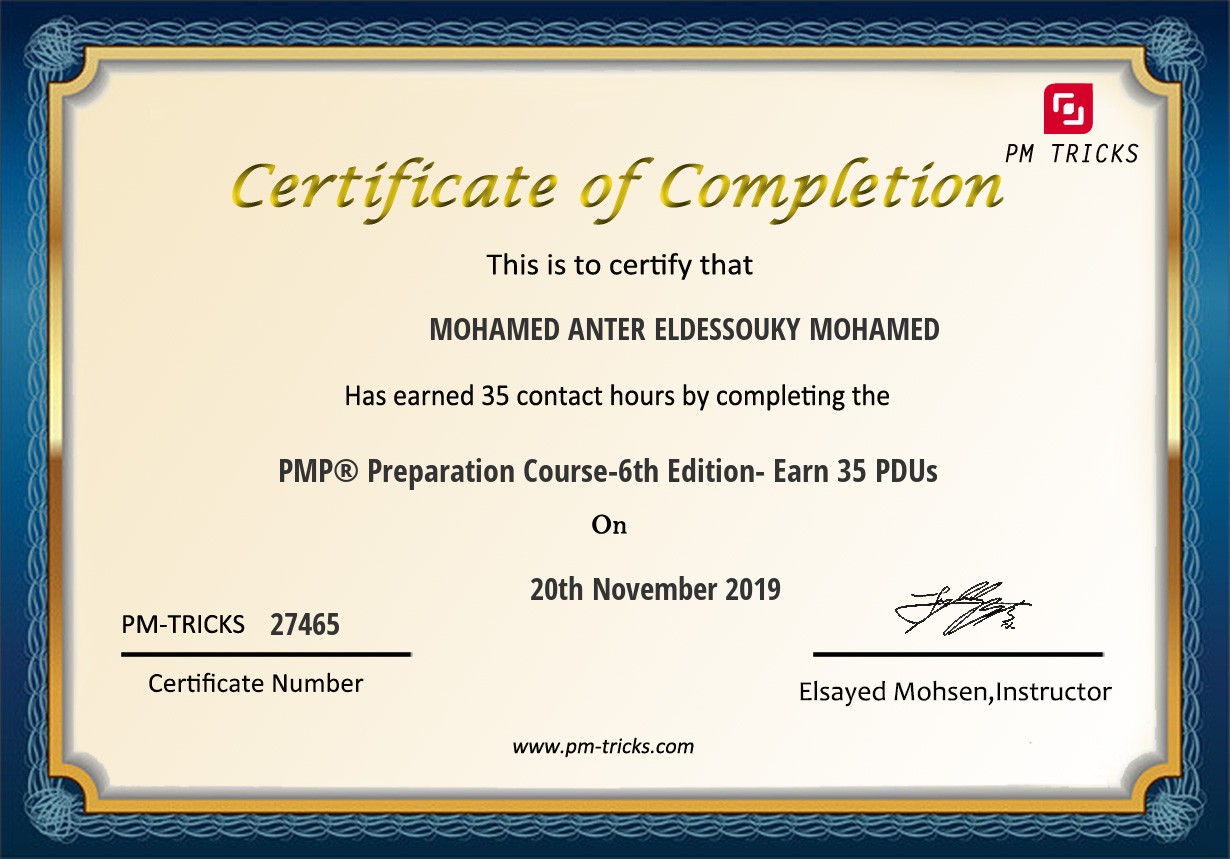 PM TRICKS
Certificate of Completion
This is to certify that
MOHAMED ANTER ELDESSOUKY MOHAMED
Has earned 35 contact hours by completing the
PMP® Preparation Course-6th Edition- Earn 35 PDUs
On
20th November 2019
PM-TRICKS 27465
Certificate Number
Elsayed Mohsen,Instructor
www.pm-tricks.com